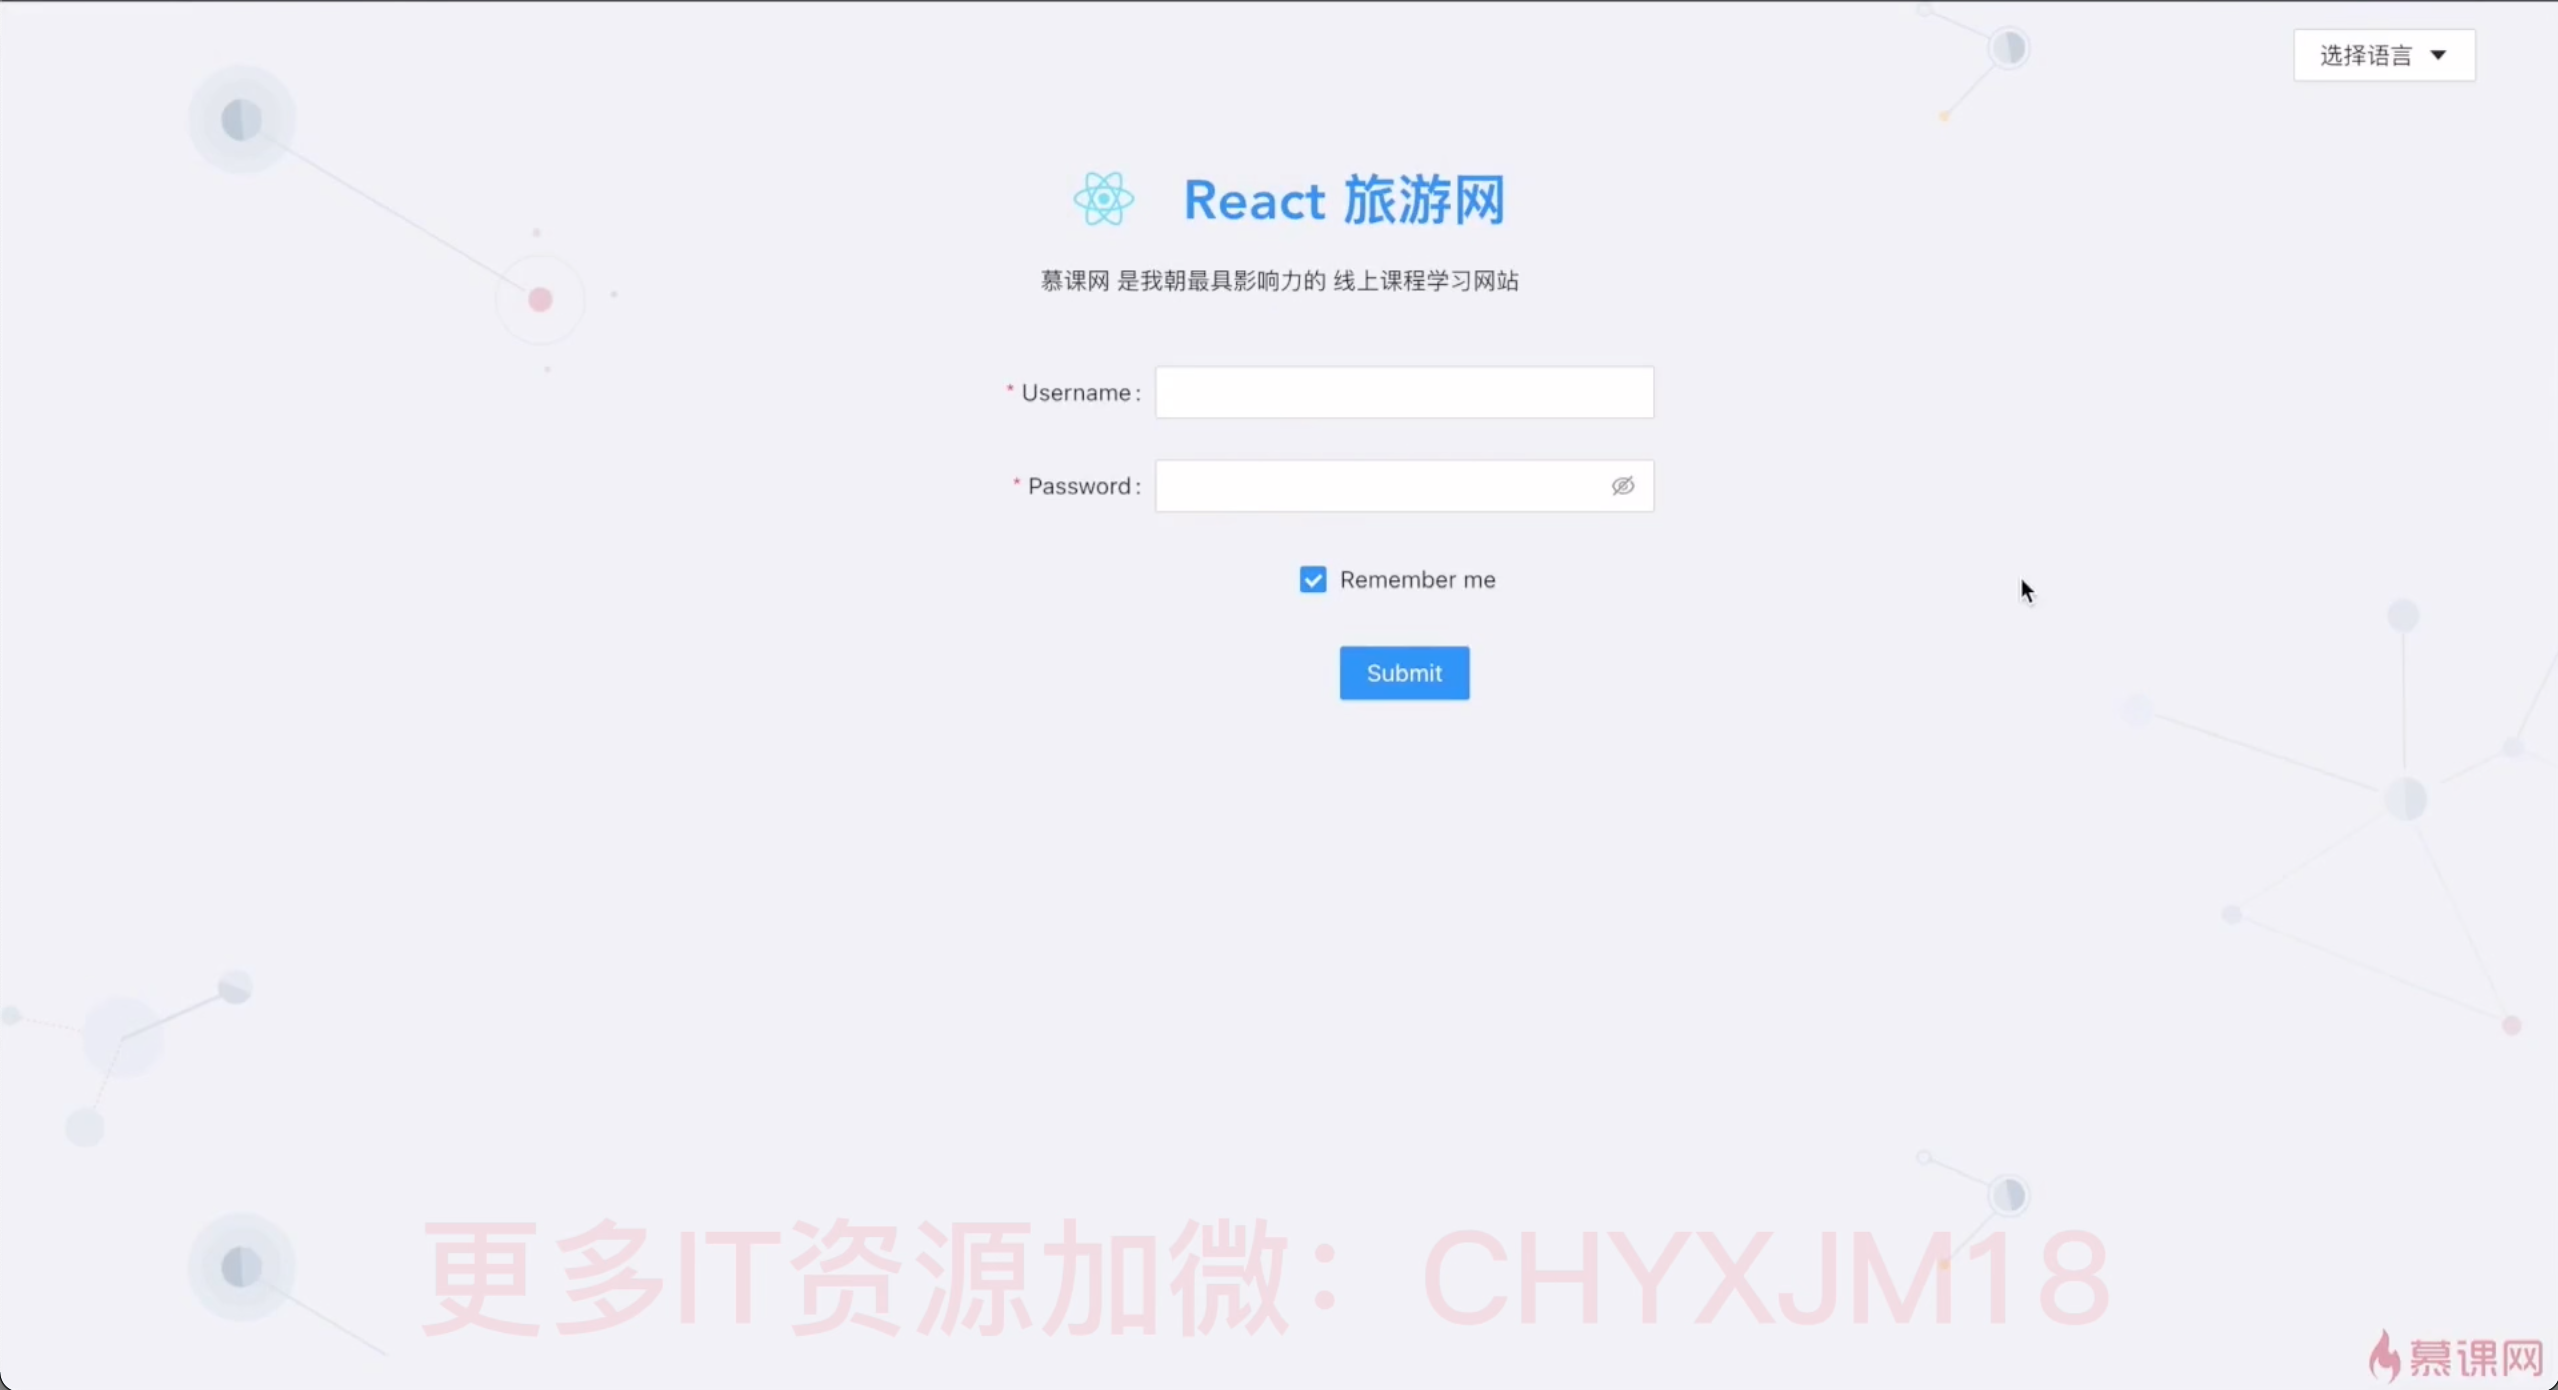 选择语言
React 旅游网
慕课网 是我朝最具影响力的 线上课程学习网站
* Username :
* Password :
Remember me
Submit
更多IT资源加微：CHYXJM18
慕课网